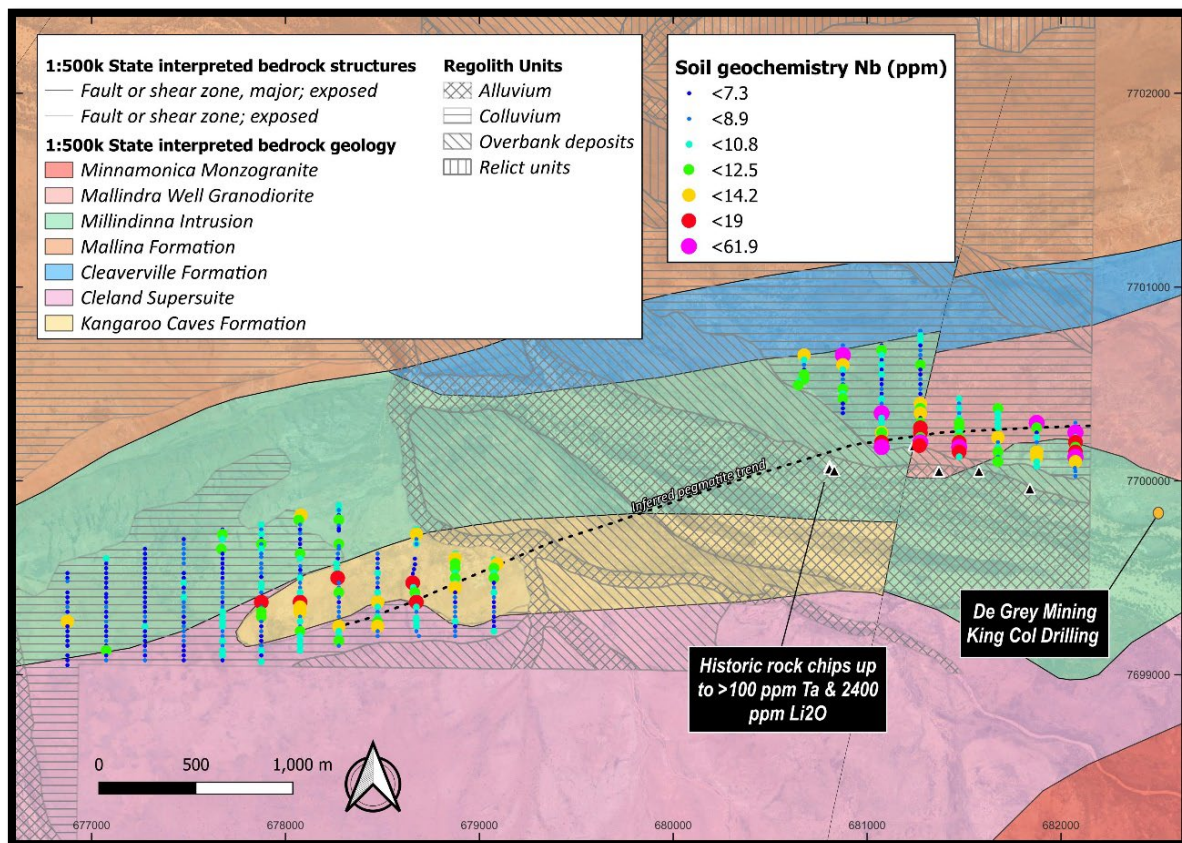 1:500k State interpreted bedrock structures
Fault or shear zone, major; exposed
Fault or shear zone; exposed
1:500k State interpreted bedrock geology
Minnamonica Monzogranite
Mallindra Well Granodiorite
Millindinna Intrusion
Mallina Formation
Cleaverville Formation
Cleland Supersuite
Kangaroo Caves Formation
Regolith Units
Alluvium
Colluvium
Overbank deposits
Relict units
Soil geochemistry Nb (ppm)
<7.3
<8.9
<10.8
<12.5
<14.2
<19
<61.9
7702000
7701000
7700000
7699000
Inferred pegmatite trend
De Grey Mining
King Col Drilling
Historic rock chips up
to >100 ppm Ta & 2400
ppm Li2O
0 500 1,000 m
677000 678000 679000 680000 681000 682000